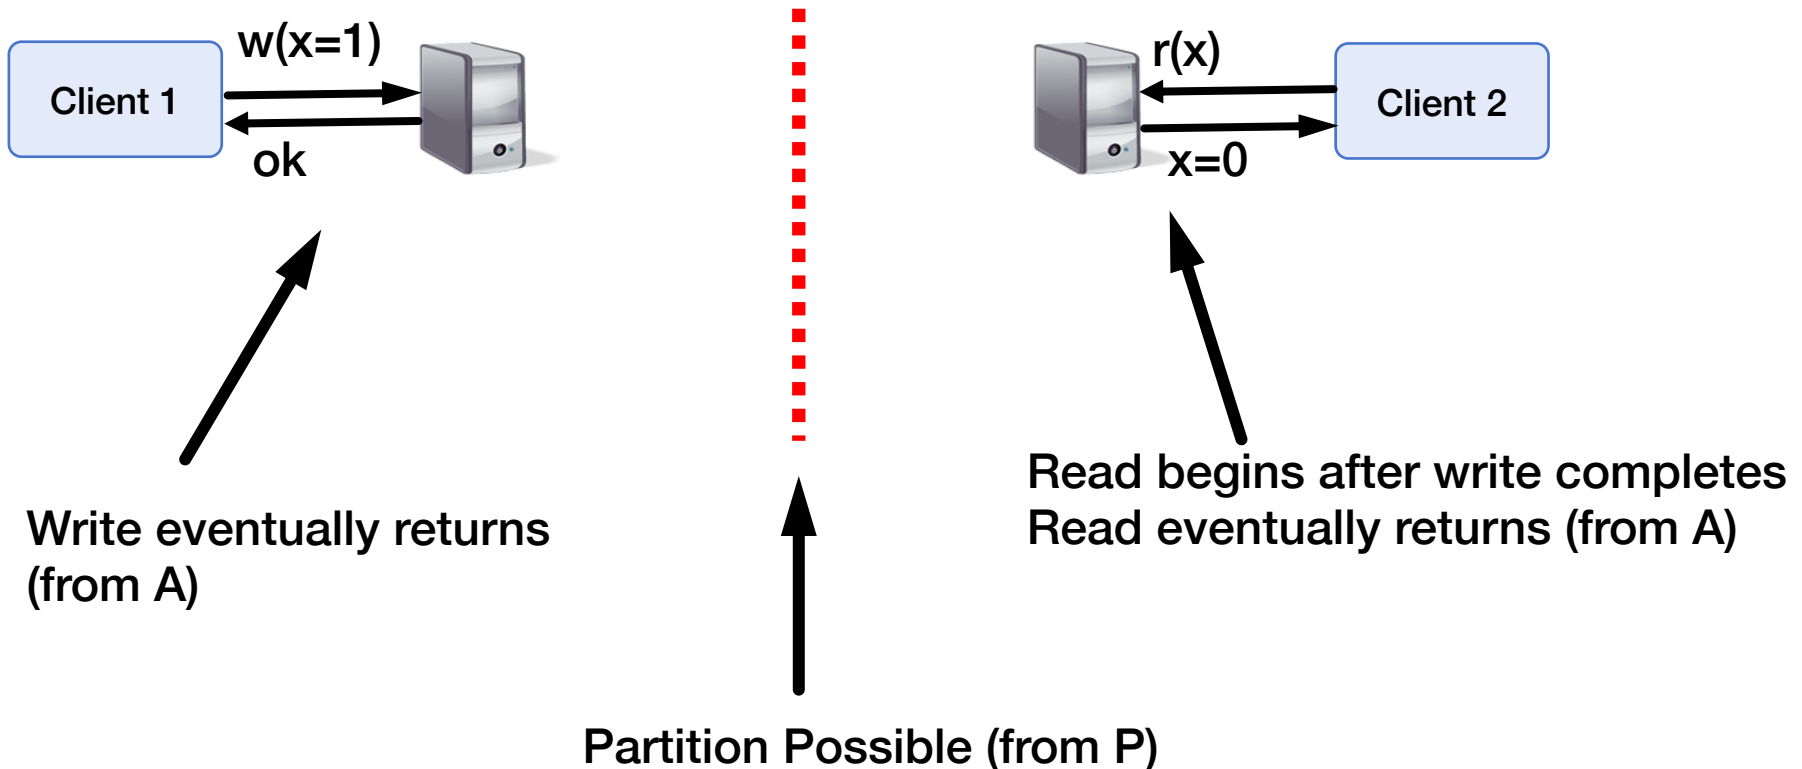 w(x=1)
Client 1
ok
r(x)
Client 2
x=0
Write eventually returns
(from A)
Read begins after write completes
Read eventually returns (from A)
Partition Possible (from P)